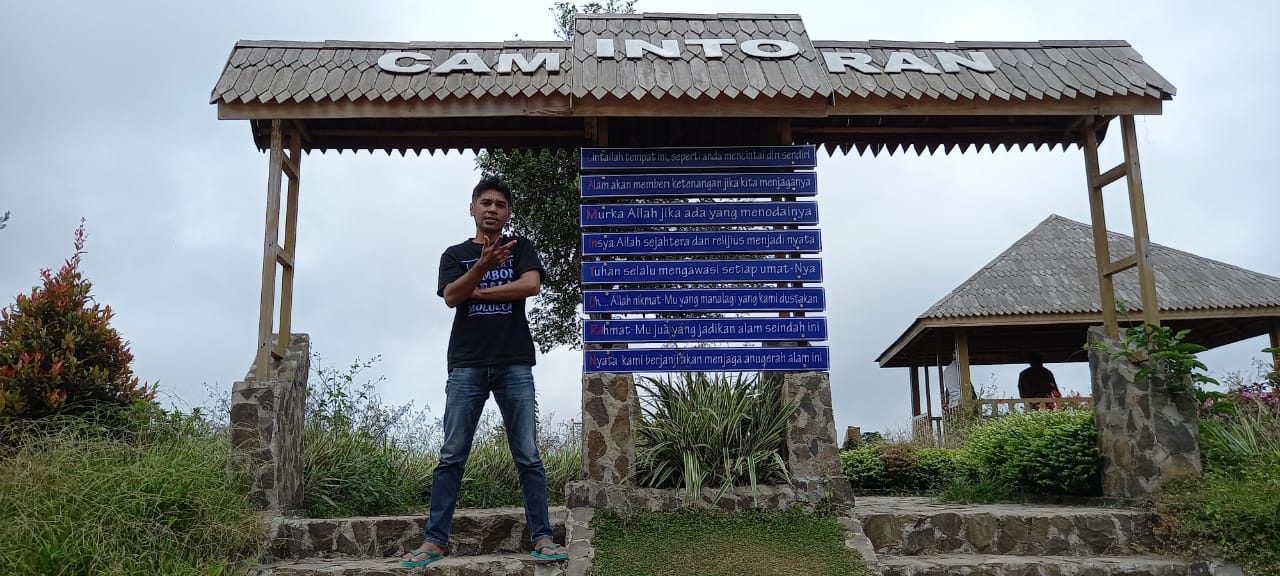 CAM INTO RAN
Cintailah tempat ini, seperti anda mencintai diri sendiri
Alam akan memberi ketenangan jika kita menjaganya
Murka Allah jika ada yang menodainya
Insya Allah sejahtera dan relijius menjadi nyata
Tuhan selalu mengawasi setiap umat-Nya
Oh... Allah nikmat-Mu yang manalagi yang kami dustakan
Rahmat-Mu jua yang jadikan alam seindah ini
Nyata kami berjanji akan menjaga anugerah alam ini
MOLUCCA